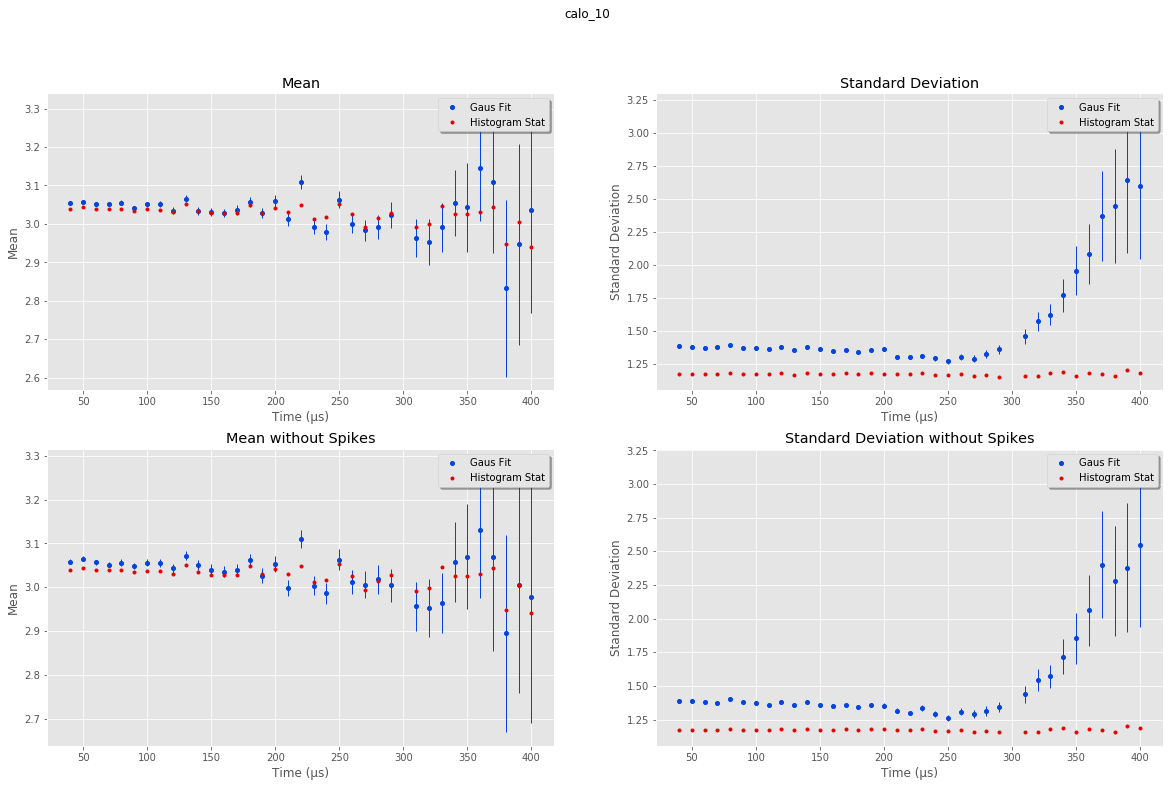 calo_10
Mean
3.3
3.2
3.1
3.0
2.9
2.8
2.7
2.6
Mean
Gaus Fit
Histogram Stat
50 100 150 200 250 300 350 400
Time (μs)
Standard Deviation
3.25
3.00
2.75
2.50
2.25
2.00
1.75
1.50
1.25
Standard Deviation
Gaus Fit
Histogram Stat
50 100 150 200 250 300 350 400
Time (μs)
Mean without Spikes
3.3
3.2
3.1
3.0
2.9
2.8
2.7
Mean
Gaus Fit
Histogram Stat
50 100 150 200 250 300 350 400
Time (μs)
Standard Deviation without Spikes
3.25
3.00
2.75
2.50
2.25
2.00
1.75
1.50
1.25
Standard Deviation
Gaus Fit
Histogram Stat
50 100 150 200 250 300 350 400
Time (μs)